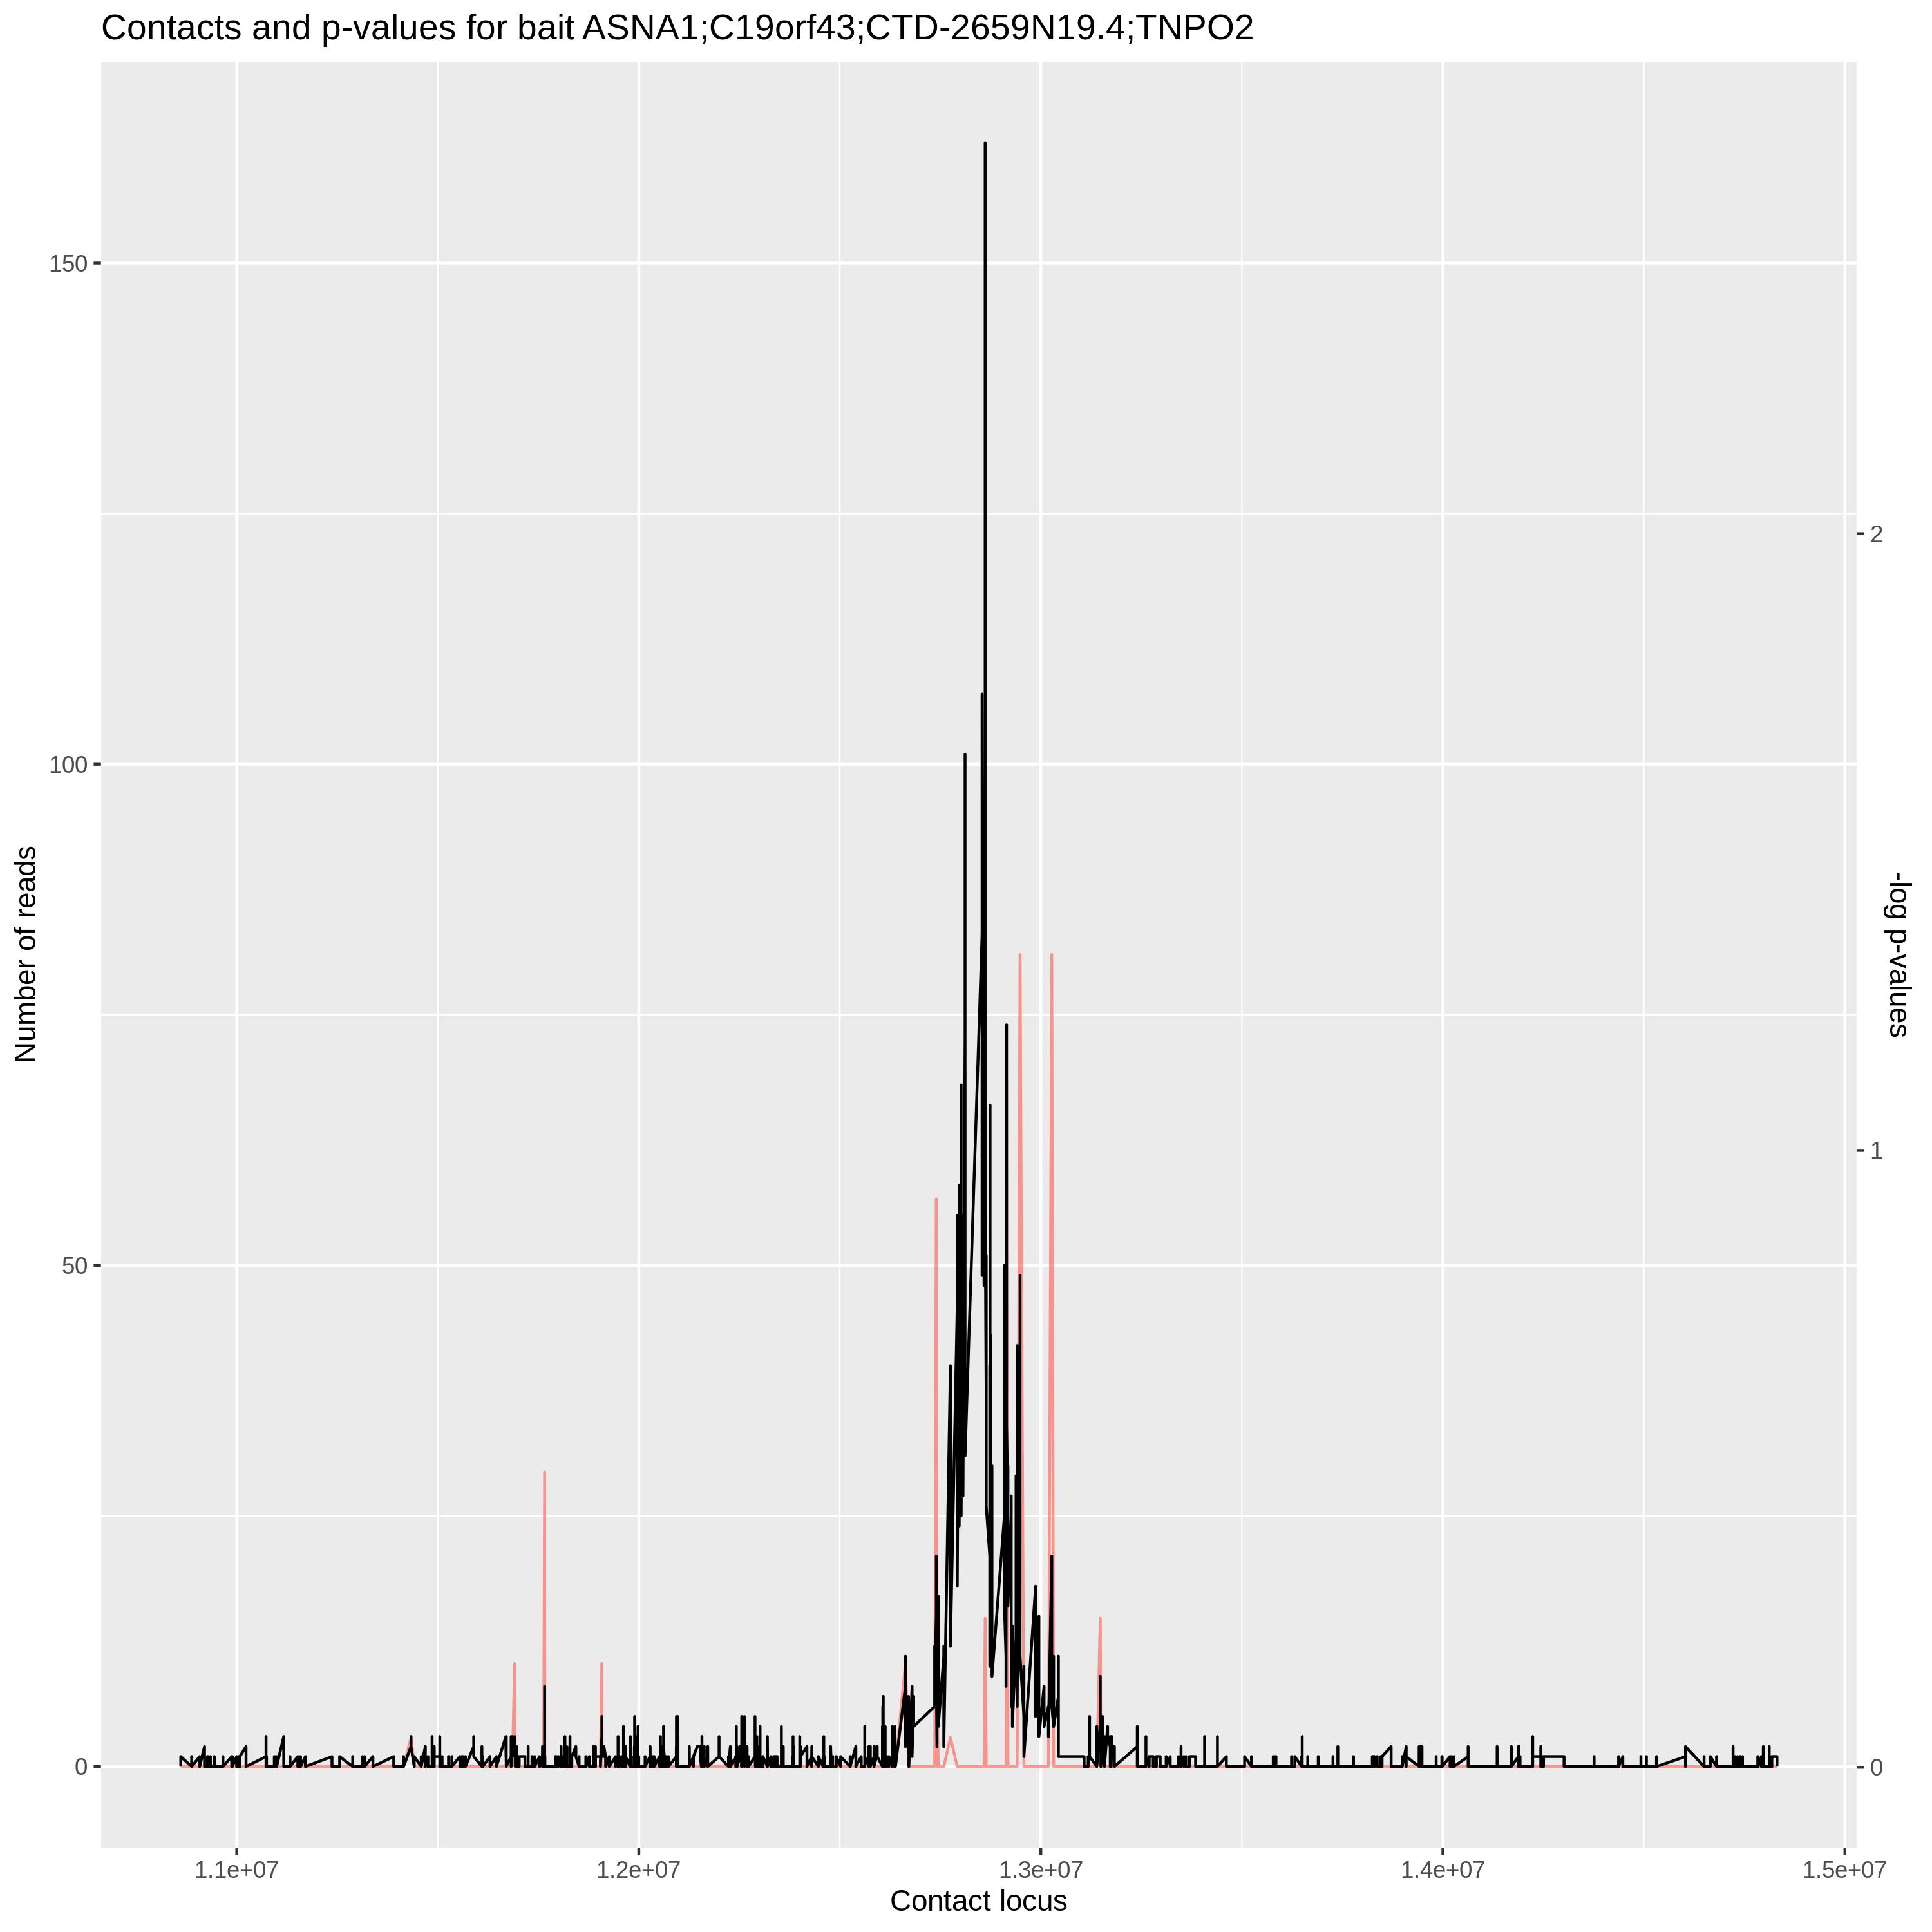 Contacts and p-values for bait ASNA1;C19orf43;CTD-2659N19.4;TNPO2
150
100
50
0
Number of reads
2
1
0
-log p-values
1.1e+07
1.2e+07
1.3e+07
1.4e+07
1.5e+07
Contact locus